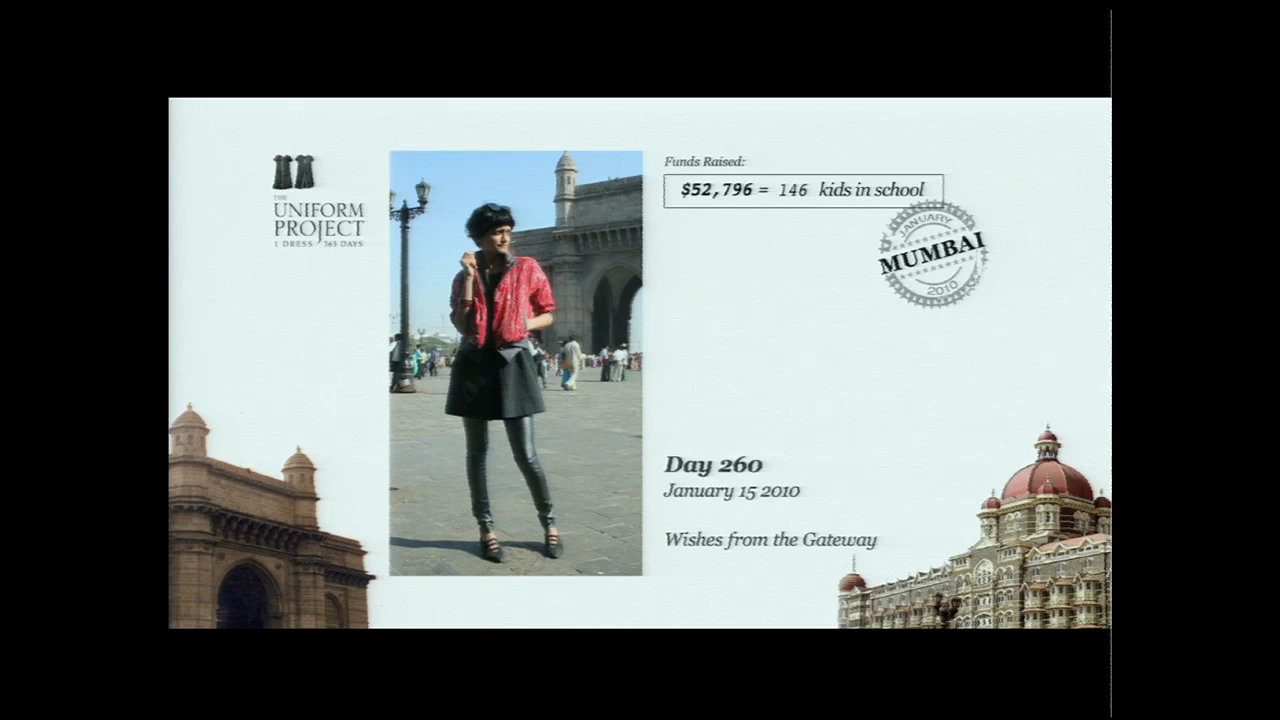 THE
UNIFORM
PROJECT
1 DRESS 365 DAYS
Funds Raised:
$52,796 = 146 kids in school
JANUARY
MUMBAI
2010
Day 260
January 15 2010
Wishes from the Gateway